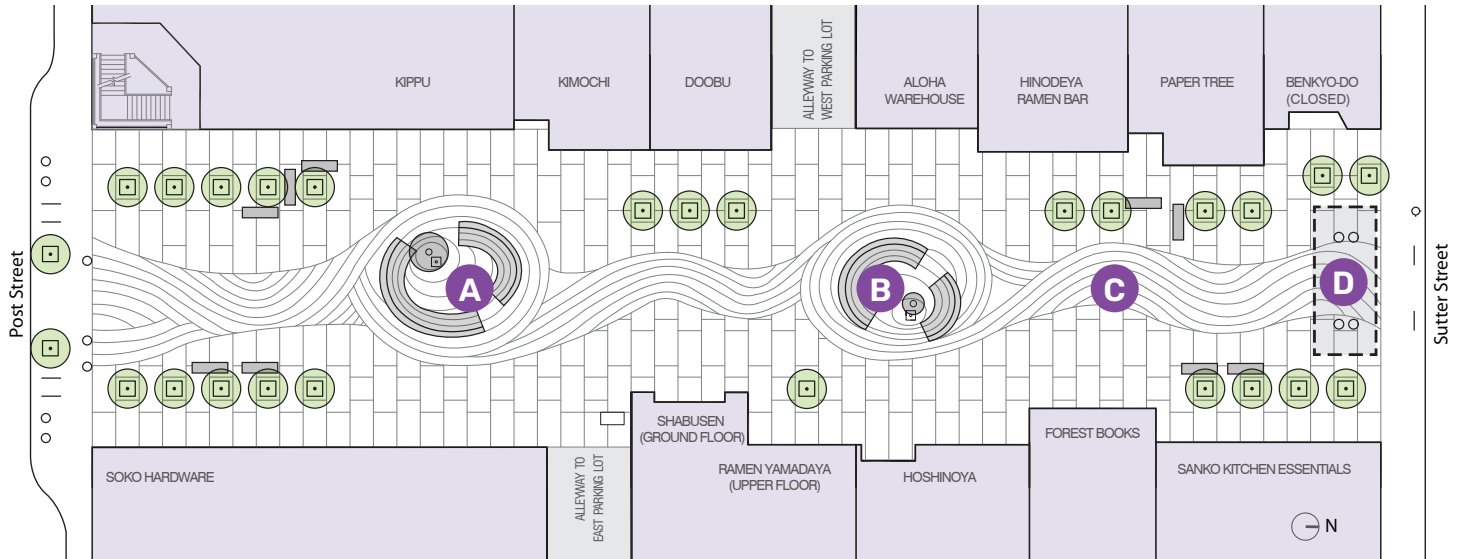 KIPPU
KIMOCHI
DOOBU
ALLEYWAY TO
WEST PARKING LOT
ALOHA
WAREHOUSE
HINODEYA
RAMEN BAR
PAPER TREE
BENKYO-DO
(CLOSED)
Post Street
A
B
C
D
Sutter Street
SOKO HARDWARE
ALLEYWAY TO
EAST PARKING LOT
SHABUSEN
(GROUND FLOOR)
RAMEN YAMADAYA
(UPPER FLOOR)
HOSHINOYA
FOREST BOOKS
SANKO KITCHEN ESSENTIALS
N